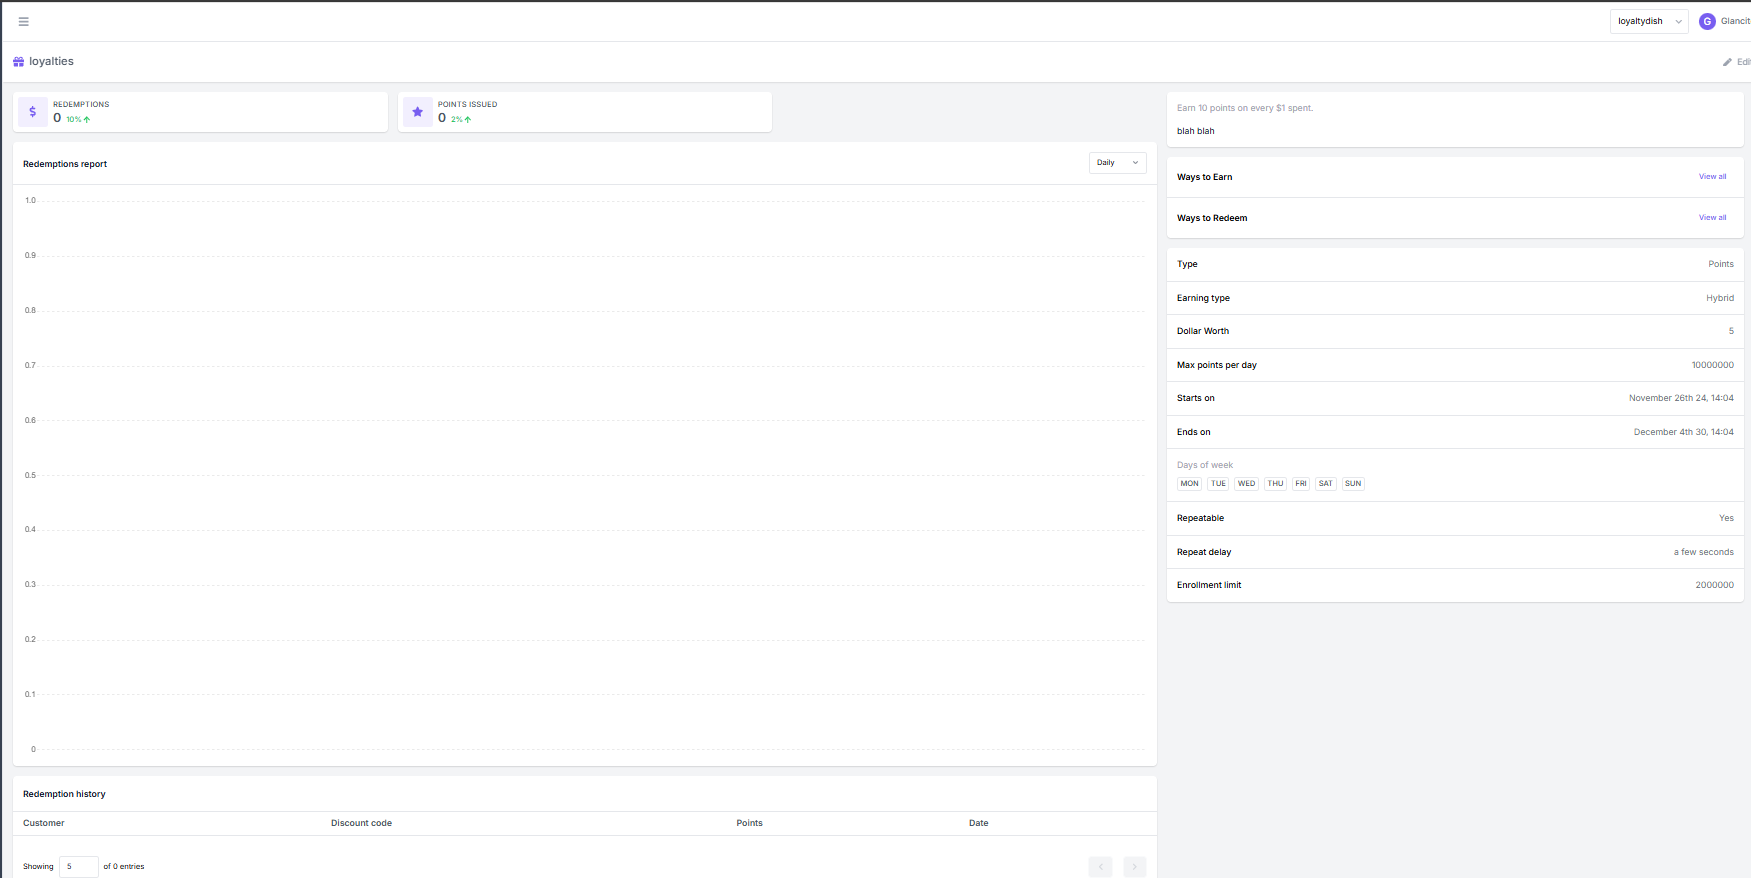 loyaltydish
G Glancit
loyalties
Edit
REDEMPTIONS
0 10%
POINTS ISSUED
0 2%
Redemptions report
Daily
1.0
0.9
0.8
0.7
0.6
0.5
0.4
0.3
0.2
0.1
0
Redemption history
Customer Discount code Points Date
Showing 5 of 0 entries
Earn 10 points on every $1 spent.
blah blah
Ways to Earn View all
Ways to Redeem View all
Type Points
Earning type Hybrid
Dollar Worth 5
Max points per day 10000000
Starts on November 26th 24, 14:04
Ends on December 4th 30, 14:04
Days of week
MON TUE WED THU FRI SAT SUN
Repeatable Yes
Repeat delay a few seconds
Enrollment limit 2000000